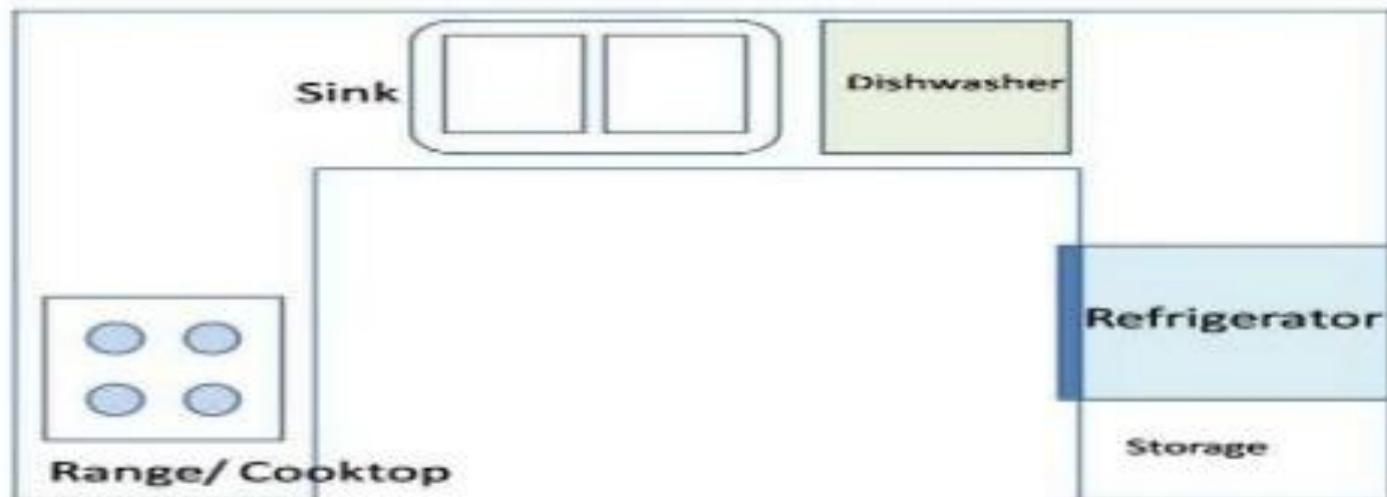 Sink
Dishwasher
Refrigerator
Storage
Range/ Cooktop